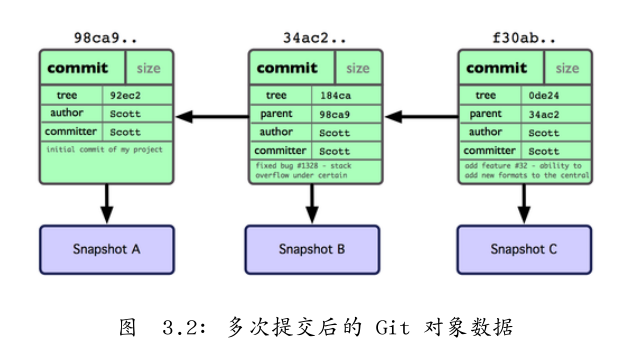 98ca9..
commit size
tree 92ec2
author Scott
committer Scott
initial commit of my project
Snapshot A
34ac2..
commit size
tree 184ca
parent 98ca9
author Scott
committer Scott
fixed bug #1328 - stack
overflow under certain
Snapshot B
f30ab..
commit size
tree 0de24
parent 34ac2
author Scott
committer Scott
add feature #32 - ability to
add new formats to the central
Snapshot C
图 3.2: 多次提交后的 Git 对象数据